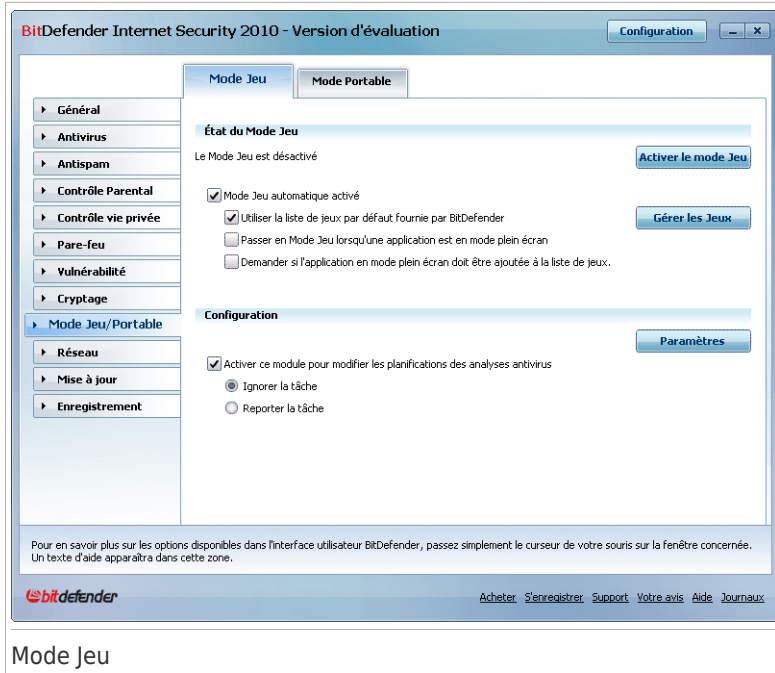 BitDefender Internet Security 2010 - Version d'évaluation
Configuration
Mode Jeu
Mode Portable
Général
Antivirus
Antispam
Contrôle Parental
Contrôle vie privée
Pare-feu
Vulnérabilité
Cryptage
Mode Jeu/Portable
Réseau
Mise à jour
Enregistrement
État du Mode Jeu
Le Mode Jeu est désactivé
Activer le mode Jeu
Mode Jeu automatique activé
Utiliser la liste de jeux par défaut fournie par BitDefender
Gérer les Jeux
Passer en Mode Jeu lorsqu'une application est en mode plein écran
Demander si l'application en mode plein écran doit être ajoutée à la liste de jeux.
Configuration
Paramètres
Activer ce module pour modifier les planifications des analyses antivirus
Ignorer la tâche
Reporter la tâche
Pour en savoir plus sur les options disponibles dans l'interface utilisateur BitDefender, passez simplement le curseur de votre souris sur la fenêtre concernée.
Un texte d'aide apparaîtra dans cette zone.
bitdefender
Acheter S'enregistrer Support Votre avis Aide Journaux
Mode Jeu